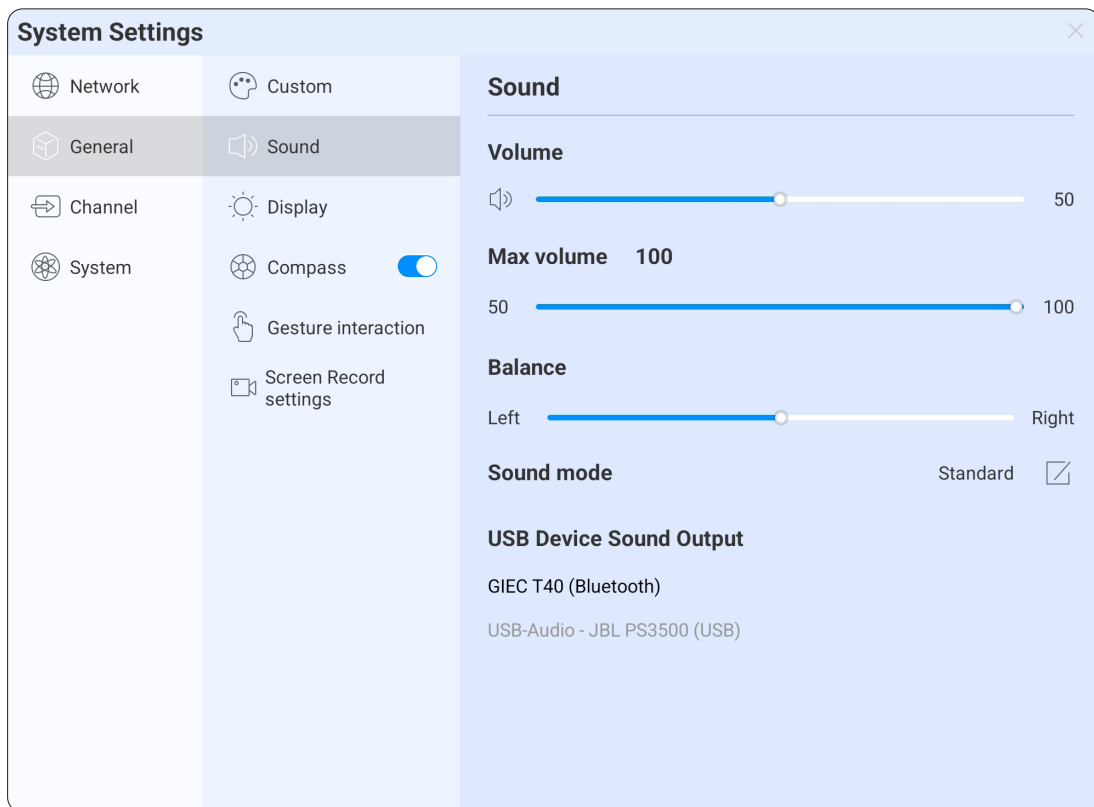 System Settings
Network
General
Channel
System
Custom
Sound
Display
Compass
Gesture interaction
Screen Record
settings
Sound
Volume
50
Max volume 100
50 100
Balance
Left Right
Sound mode Standard
USB Device Sound Output
GIEC T40 (Bluetooth)
USB-Audio - JBL PS3500 (USB)